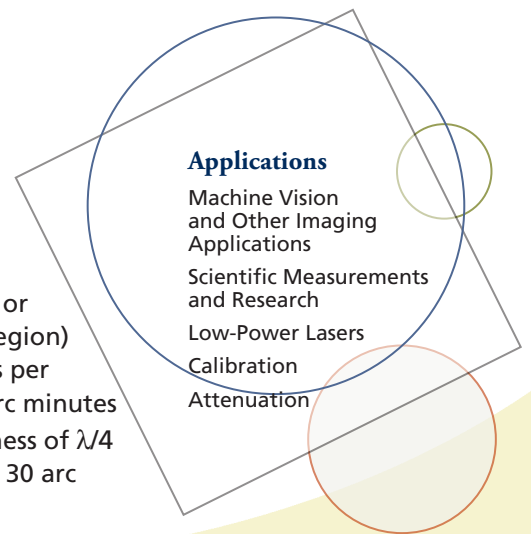 Applications
Machine Vision
and Other Imaging
Applications
Scientific Measurements
and Research
Low-Power Lasers
Calibration
Attenuation
or
egion)
s per
rc minutes
ness of λ/4
30 arc